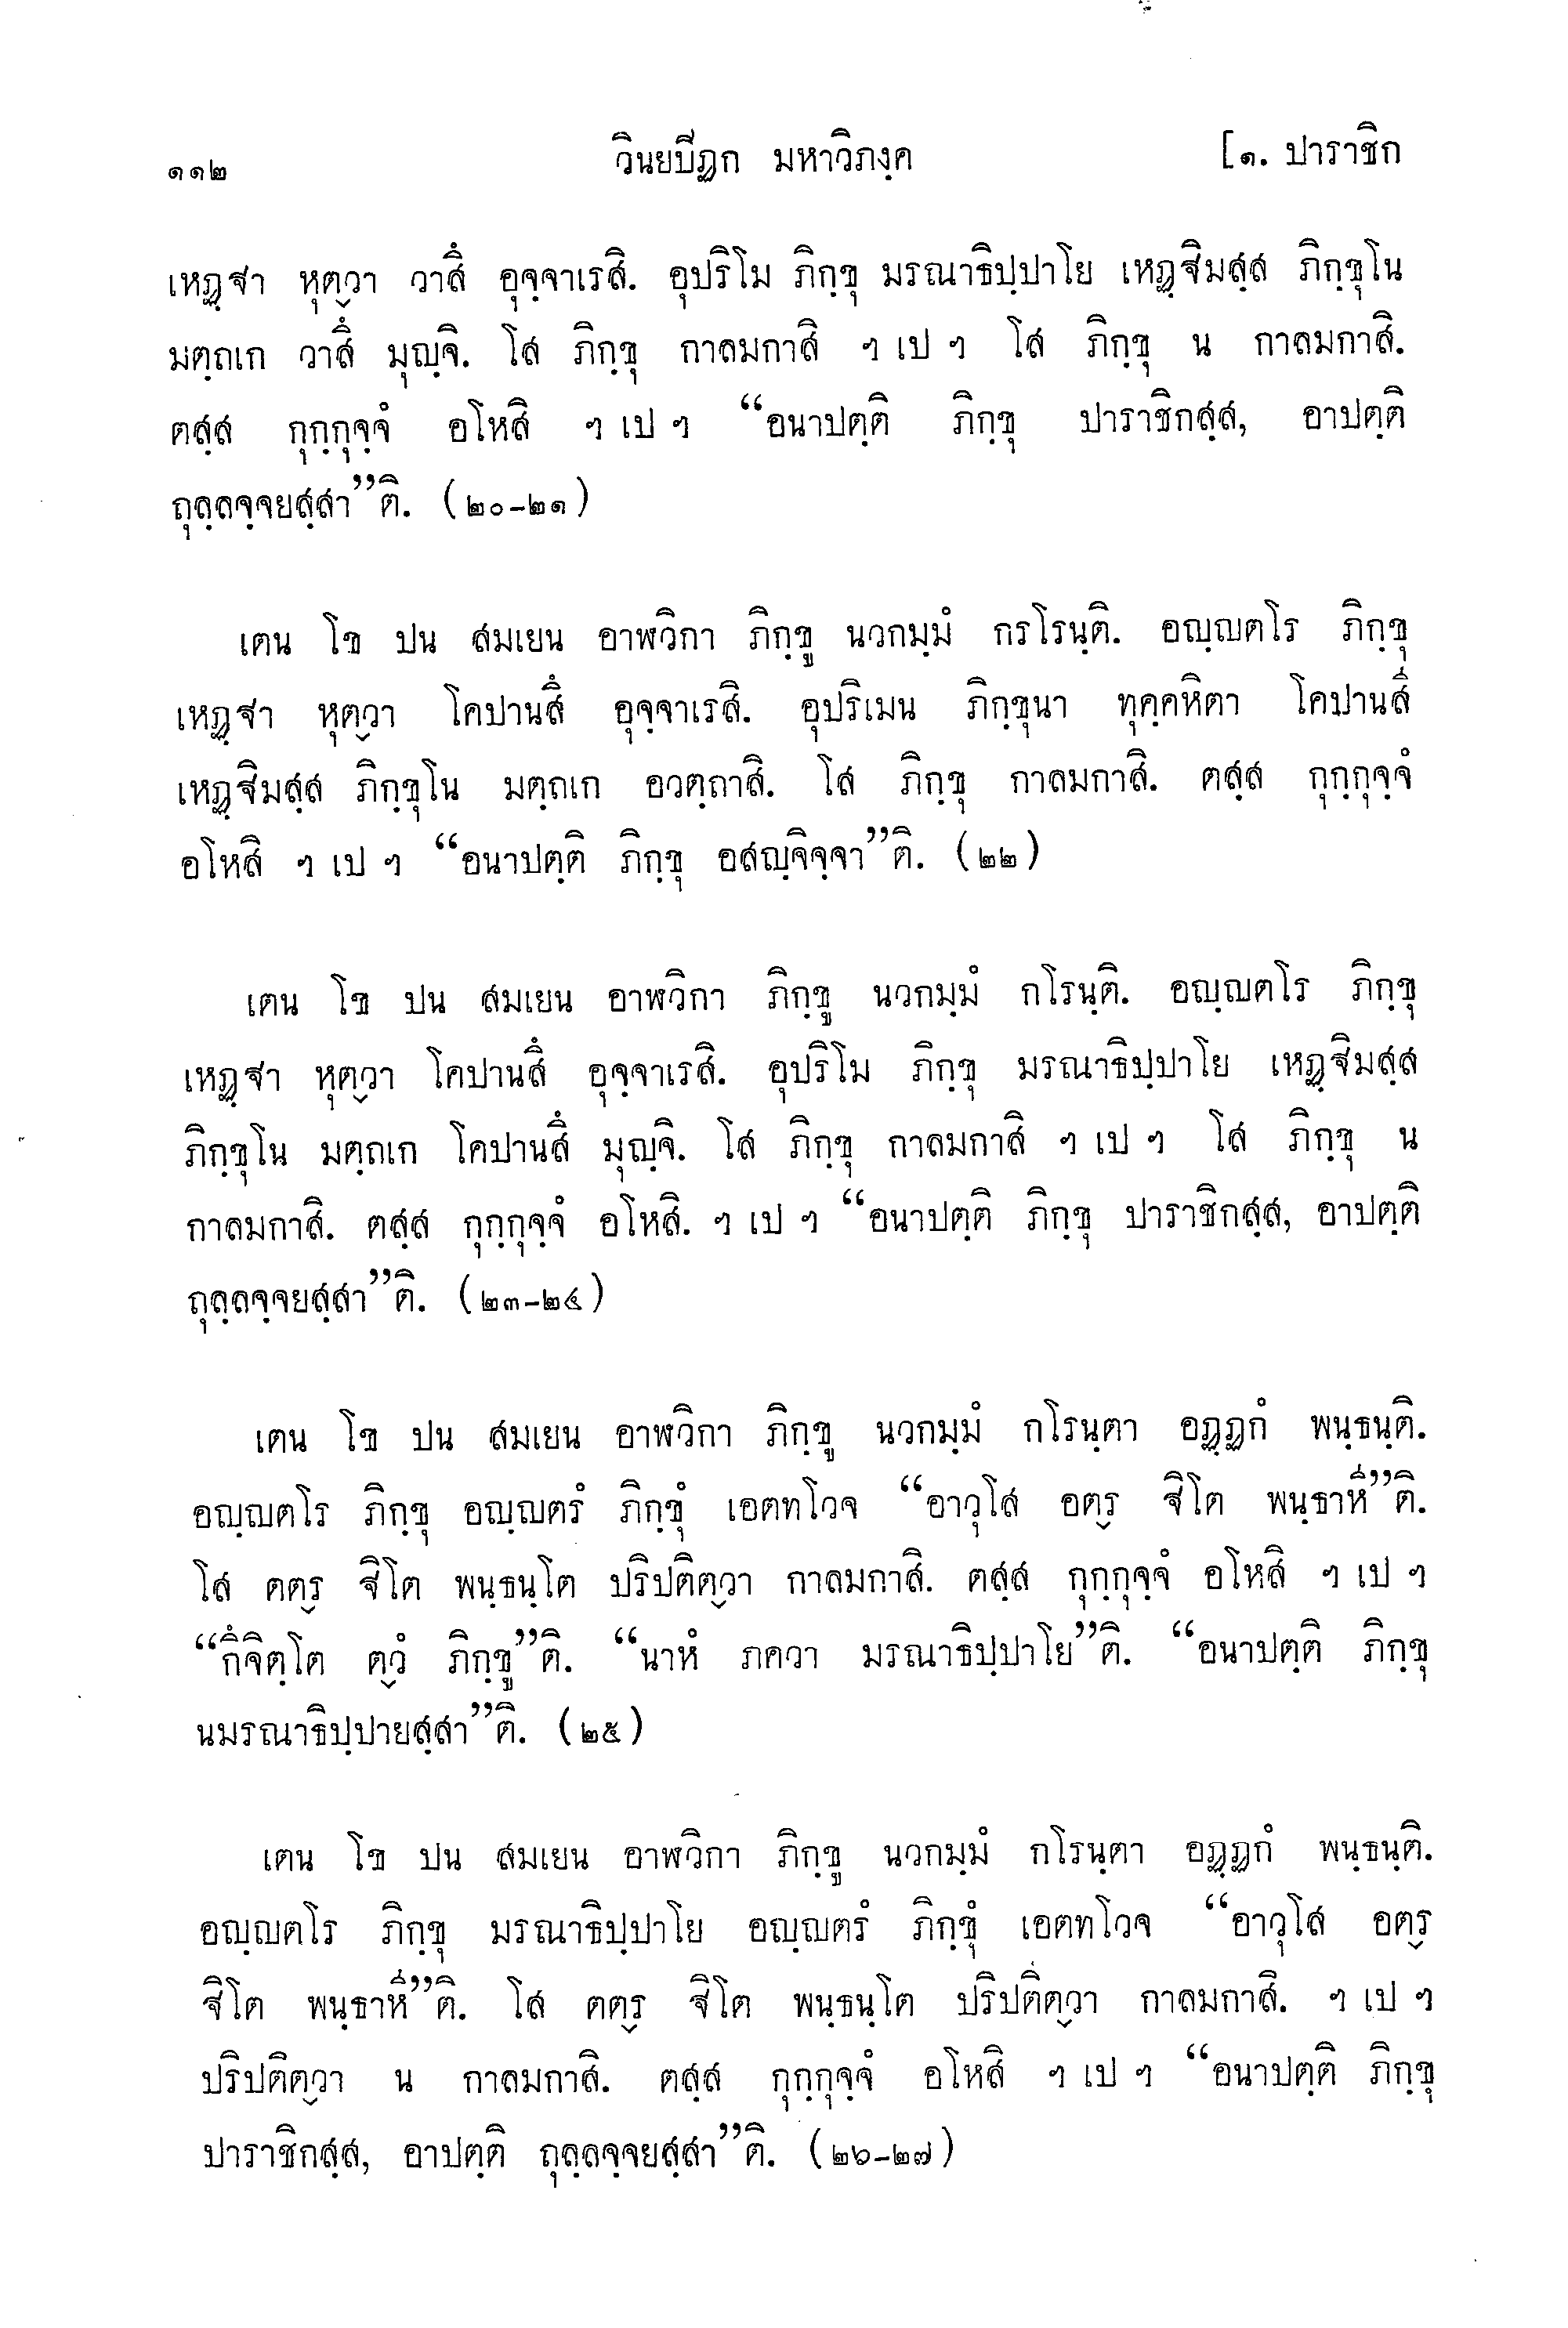 ๑๑๒ วินยปีฏก มหาวิภงฺค [๑. ปาราชิก
เหฏฺฐา หุตฺวา วาสึ อุจฺจาเรสิ. อุปริโม ภิกฺขุ มรณาธิปฺปาโย เหฏฺฐิมสฺส ภิกฺขุโน
มตฺถเก วาสึ มุญฺจิ. โส ภิกฺขุ กาลมกาสิ ฯ เป ฯ โส ภิกฺขุ น กาลมกาสิ.
ตสฺส กุกฺกุจฺจํ อโหสิ ฯ เป ฯ “อนาปตฺติ ภิกฺขุ ปาราชิกสฺส, อาปตฺติ
ถุลฺลจฺจยสฺสา”ติ. (๒๐-๒๑)
เตน โข ปน สมเยน อาฬวิกา ภิกฺขู นวกมฺมํ กรโรนฺติ. อญฺญตโร ภิกฺขุ
เหฏฺฐา หุตฺวา โคปานสึ อุจฺจาเรสิ. อุปริเมน ภิกฺขุนา ทุคฺคหิตา โคปานสี
เหฏฺฐิมสฺส ภิกฺขุโน มตฺถเก อวตฺถาสิ. โส ภิกฺขุ กาลมกาสิ. ตสฺส กุกฺกุจฺจํ
อโหสิ ฯ เป ฯ “อนาปตฺติ ภิกฺขุ อสญฺจิจฺจา”ติ. (๒๒)
เตน โข ปน สมเยน อาฬวิกา ภิกฺขู นวกมฺมํ กโรนฺติ. อญฺญตโร ภิกฺขุ
เหฏฺฐา หุตฺวา โคปานสึ อุจฺจาเรสิ. อุปริโม ภิกฺขุ มรณาธิปฺปาโย เหฏฺฐิมสฺส
ภิกฺขุโน มตฺถเก โคปานสึ มุญฺจิ. โส ภิกฺขุ กาลมกาสิ ฯ เป ฯ โส ภิกฺขุ น
กาลมกาสิ. ตสฺส กุกฺกุจฺจํ อโหสิ. ฯ เป ฯ “อนาปตฺติ ภิกฺขุ ปาราชิกสฺส, อาปตฺติ
ถุลฺลจฺจยสฺสา”ติ. (๒๓-๒๔)
เตน โข ปน สมเยน อาฬวิกา ภิกฺขู นวกมฺมํ กโรนฺตา อฏฺฏกํ พนฺธนฺติ.
อญฺญตโร ภิกฺขุ อญฺญตรํ ภิกฺขุํ เอตทโวจ “อาวุโส อตฺร ฐิโต พนฺธาหี”ติ.
โส ตตฺร ฐิโต พนฺธนฺโต ปริปติตฺวา กาลมกาสิ. ตสฺส กุกฺกุจฺจํ อโหสิ ฯ เป ฯ
“กึจิตฺโต ตฺวํ ภิกฺขู”ติ. “นาหํ ภควา มรณาธิปฺปาโย”ติ. “อนาปตฺติ ภิกฺขุ
นมรณาธิปฺปายสฺสา”ติ. (๒๕)
เตน โข ปน สมเยน อาฬวิกา ภิกฺขู นวกมฺมํ กโรนฺตา อฏฺฏกํ พนฺธนฺติ.
อญฺญตโร ภิกฺขุ มรณาธิปฺปาโย อญฺญตรํ ภิกฺขุํ เอตทโวจ “อาวุโส อตฺร
ฐิโต พนฺธาหี”ติ. โส ตตฺร ฐิโต พนฺธนฺโต ปริปติตฺวา กาลมกาสิ. ฯ เป ฯ
ปริปติตฺวา น กาลมกาสิ. ตสฺส กุกฺกุจฺจํ อโหสิ ฯ เป ฯ “อนาปตฺติ ภิกฺขุ
ปาราชิกสฺส, อาปตฺติ ถุลฺลจฺจยสฺสา”ติ. (๒๖-๒๗)